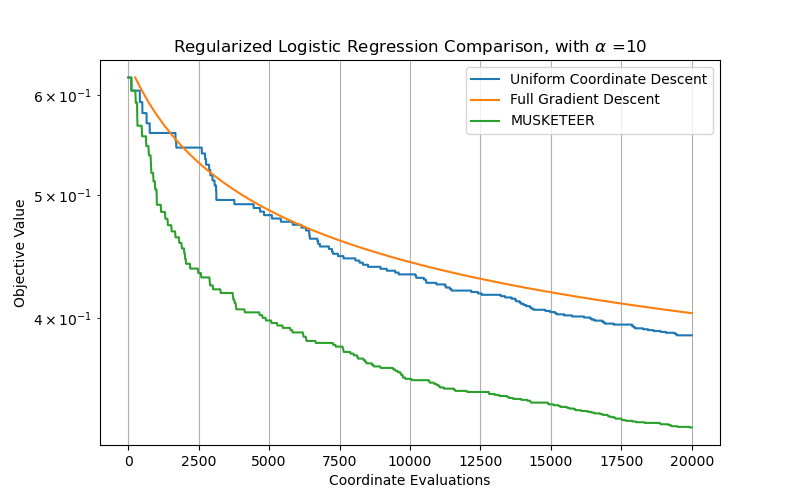 Regularized Logistic Regression Comparison, with α =10
Uniform Coordinate Descent
Full Gradient Descent
MUSKETEER
6 × 10⁻¹
5 × 10⁻¹
4 × 10⁻¹
Objective Value
0 2500 5000 7500 10000 12500 15000 17500 20000
Coordinate Evaluations